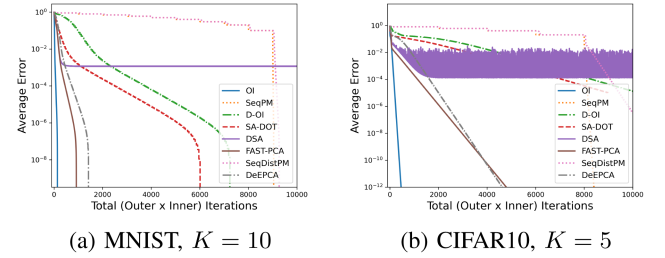 10⁰
10⁻²
10⁻⁴
10⁻⁶
10⁻⁸
Average Error
OI
SeqPM
D-OI
SA-DOT
DSA
FAST-PCA
SeqDistPM
DeEPCA
0 2000 4000 6000 8000 10000
Total (Outer x Inner) Iterations
(a) MNIST, K = 10
10⁰
10⁻²
10⁻⁴
10⁻⁶
10⁻⁸
10⁻¹⁰
10⁻¹²
Average Error
OI
SeqPM
D-OI
SA-DOT
DSA
FAST-PCA
SeqDistPM
DeEPCA
0 2000 4000 6000 8000 10000
Total (Outer x Inner) Iterations
(b) CIFAR10, K = 5